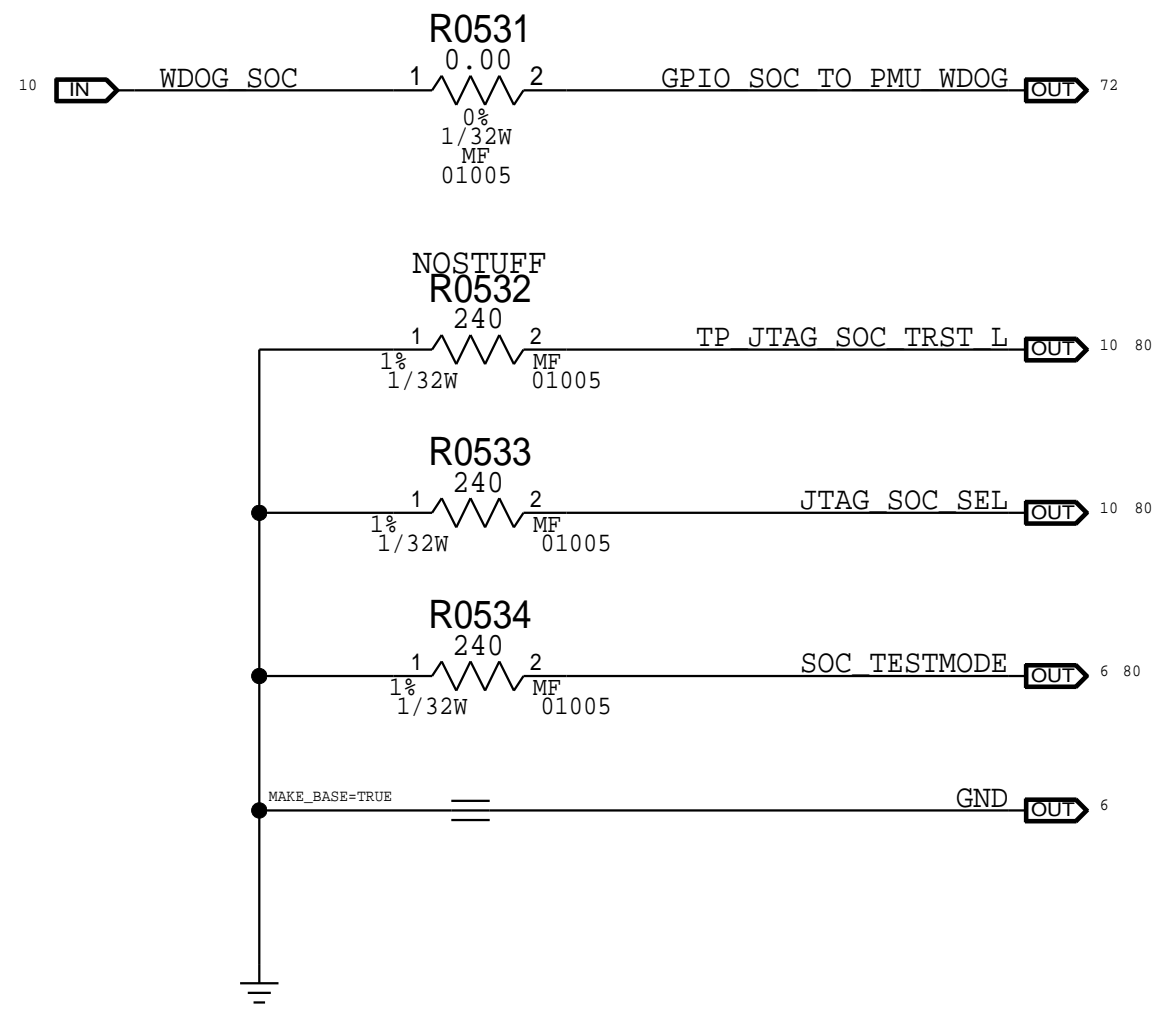 R0531
0.00
10 IN WDOG_SOC 1 2 GPIO_SOC_TO_PMU_WDOG OUT 72
0%
1/32W
MF
01005
NOSTUFF
R0532
240
1 2 TP_JTAG_SOC_TRST_L OUT 10 80
1% MF
1/32W 01005
R0533
240
1 2 JTAG_SOC_SEL OUT 10 80
1% MF
1/32W 01005
R0534
240
1 2 SOC_TESTMODE OUT 6 80
1% MF
1/32W 01005
MAKE_BASE=TRUE GND OUT 6